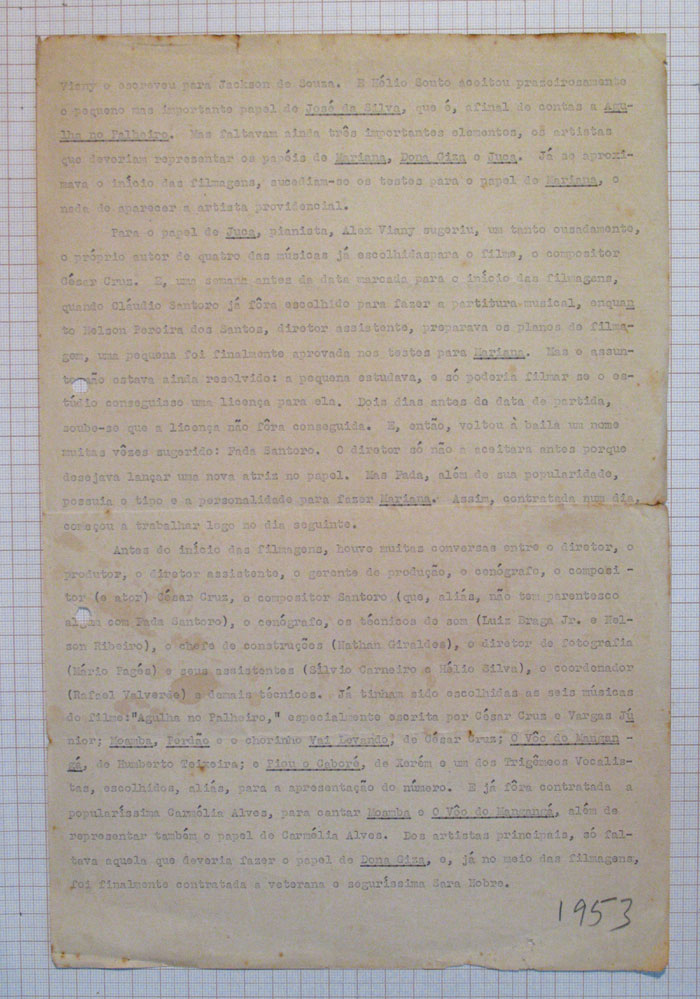 Viany o escreveu para Jackson de Souza.  E Hélio Souto aceitou prazeirosamente
o pequeno mas importante papel de José da Silva, que é, afinal de contas a Agu-
lha no Palheiro.  Mas faltavam ainda três importantes elementos, os artistas
que deveriam representar os papéis de Mariana, Dona Giza e Juca.  Já se aproxi-
mava o início das filmagens, sucediam-se os testes para o papel de Mariana, e
nada de aparecer a artista providencial.
Para o papel de Juca, pianista, Alex Viany sugeriu, um tanto ousadamente,
o próprio autor de quatro das músicas já escolhidaspara o filme, o compositor
César Cruz.  E, uma semana antes da data marcada para o início das filmagens,
quando Cláudio Santoro já fôra escolhido para fazer a partitura musical, enquan
to Nelson Pereira dos Santos, diretor assistente, preparava os planos de filma-
gem, uma pequena foi finalmente aprovada nos testes para Mariana.  Mas o assun-
to não estava ainda resolvido: a pequena estudava, e só poderia filmar se o es-
túdio conseguisse uma licença para ela.  Dois dias antes da data de partida,
soube-se que a licença não fôra conseguida.  E, então, voltou à baila um nome
muitas vêses sugerido: Fada Santoro.  O diretor só não a aceitara antes porque
desejava lançar uma nova atriz no papel.  Mas Fada, além de sua popularidade,
possuia o tipo e a personalidade para fazer Mariana.  Assim, contratada num dia,
começou a trabalhar logo no dia seguinte.
Antes do início das filmagens, houve muitas conversas entre o diretor, o
produtor, o diretor assistente, o gerente de produção, o cenógrafo, o composi-
tor (e ator) César Cruz, o compositor Santoro (que, aliás, não tem parentesco
algum com Fada Santoro), o cenógrafo, os técnicos de som (Luiz Braga Jr. e Nel-
son Ribeiro), o chefe de construções (Nathan Giraldes), o diretor de fotografia
(Mário Pagés) e seus assistentes (Sílvio Carneiro e Hélio Silva), o coordenador
(Rafael Valverde) e demais técnicos.  Já tinham sido escolhidas as seis músicas
do filme:"Agulha no Palheiro," especialmente escrita por César Cruz e Vargas Jú
nior; Moamba, Perdão e o chorinho Vai Levando, de César Cruz; O Vôo do Mangan-
gá, de Humberto Teixeira; e Piou o Caboré, de Xerém e um dos Trigêmeos Vocalis-
tas, escolhidos, aliás, para a apresentação do número.  E já fôra contratada a
popularíssima Carmélia Alves, para cantar Moamba e O Vôo do Mangangá, além de
representar também o papel de Carmélia Alves.  Dos artistas principais, só fal-
tava aquela que deveria fazer o papel de Dona Giza, e, já no meio das filmagens,
foi finalmente contratada a veterana e seguríssima Sara Nobre.
1953